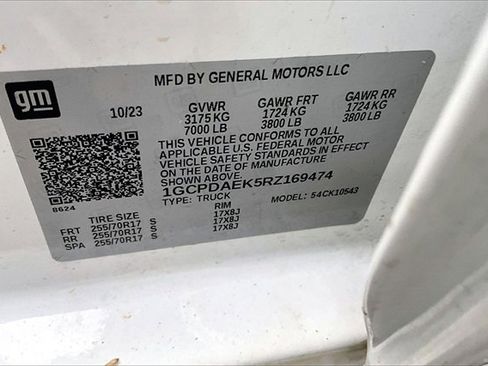 gm
MFD BY GENERAL MOTORS LLC
10/23 GVWR GAWR FRT GAWR RR
3175 KG 1724 KG 1724 KG
7000 LB 3800 LB 3800 LB
THIS VEHICLE CONFORMS TO ALL
APPLICABLE U.S. FEDERAL MOTOR
VEHICLE SAFETY STANDARDS IN EFFECT
ON THE DATE OF MANUFACTURE
SHOWN ABOVE.
1GCPDAEK5RZ169474
8624 TYPE: TRUCK MODEL: 54CK10543
TIRE SIZE RIM
FRT 255/70R17 S 17X8J
RR 255/70R17 S 17X8J
SPA 255/70R17 S 17X8J